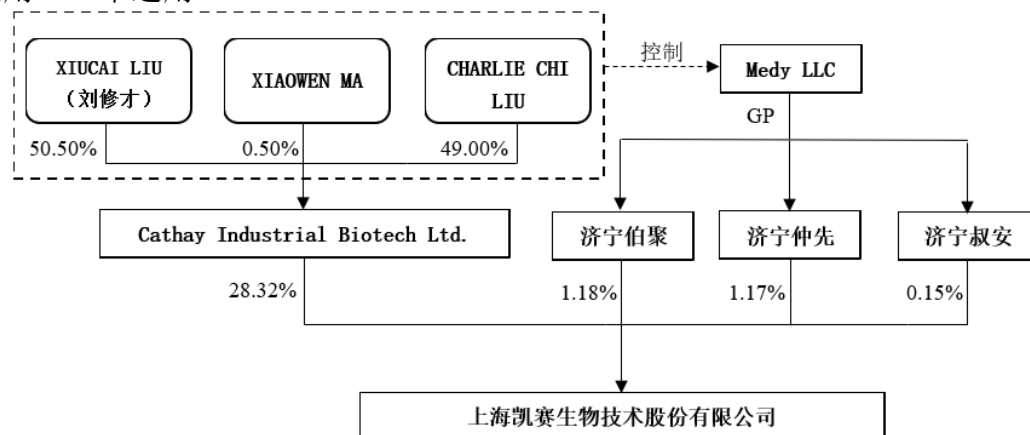 XIUCAI LIU
（刘修才）
XIAOWEN MA
CHARLIE CHI
LIU
控制
Medy LLC
GP
50.50%
0.50%
49.00%
Cathay Industrial Biotech Ltd.
济宁伯聚
济宁仲先
济宁叔安
28.32%
1.18%
1.17%
0.15%
上海凯赛生物技术股份有限公司